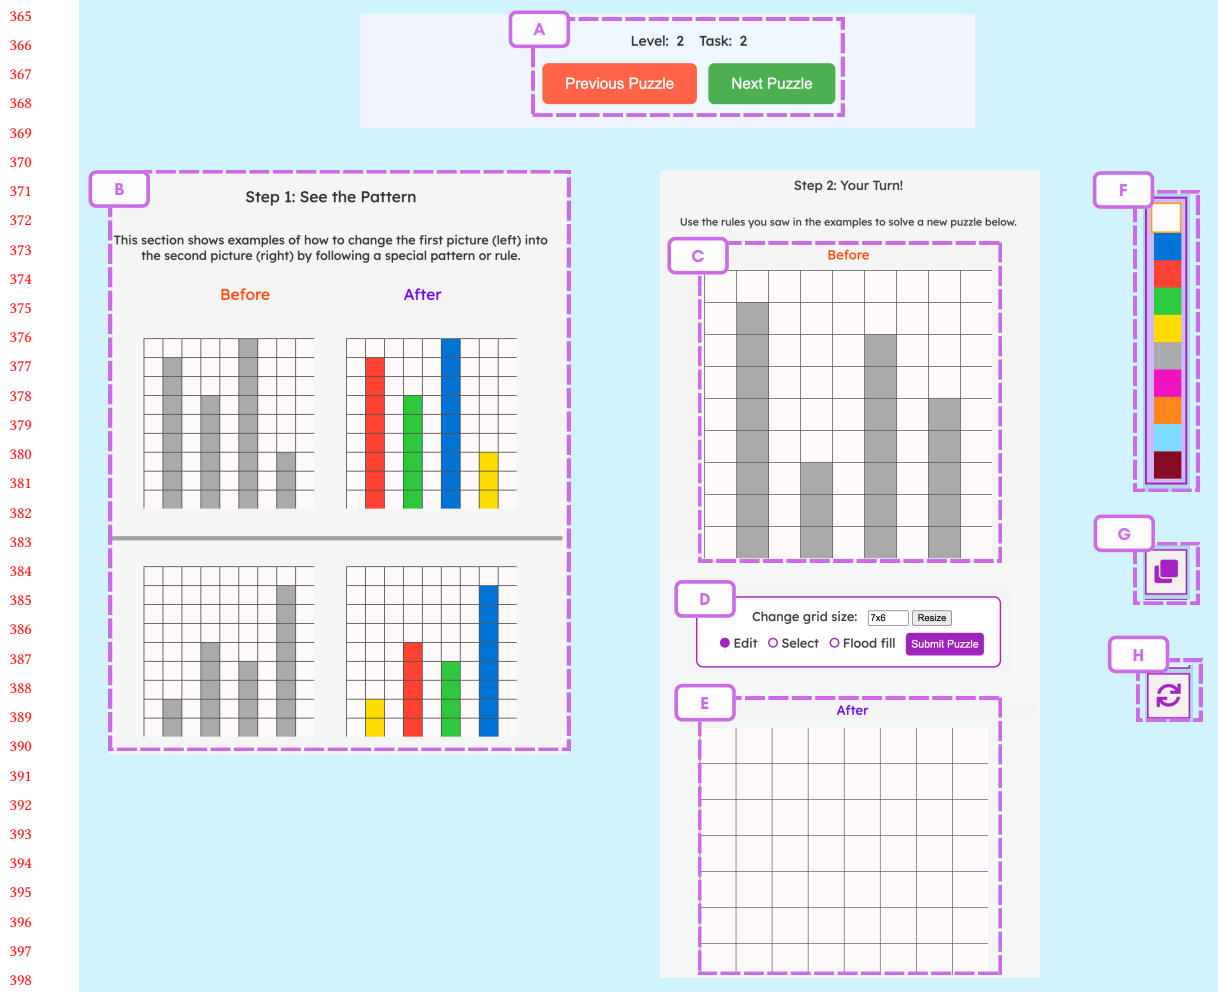 365
366
367
368
369
370
371
372
373
374
375
376
377
378
379
380
381
382
383
384
385
386
387
388
389
390
391
392
393
394
395
396
397
398
A
Level: 2 Task: 2
Previous Puzzle Next Puzzle
B
Step 1: See the Pattern
This section shows examples of how to change the first picture (left) into
the second picture (right) by following a special pattern or rule.
Before After
Step 2: Your Turn!
Use the rules you saw in the examples to solve a new puzzle below.
C
Before
D
Change grid size: 7x6 Resize
Edit Select Flood fill Submit Puzzle
E
After
F
G
H